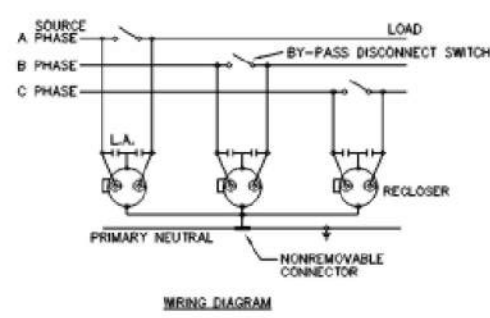 SOURCE
A PHASE
LOAD
BY-PASS DISCONNECT SWITCH
B PHASE
C PHASE
L.A.
RECLOSER
PRIMARY NEUTRAL
NONREMOVABLE
CONNECTOR
WIRING DIAGRAM